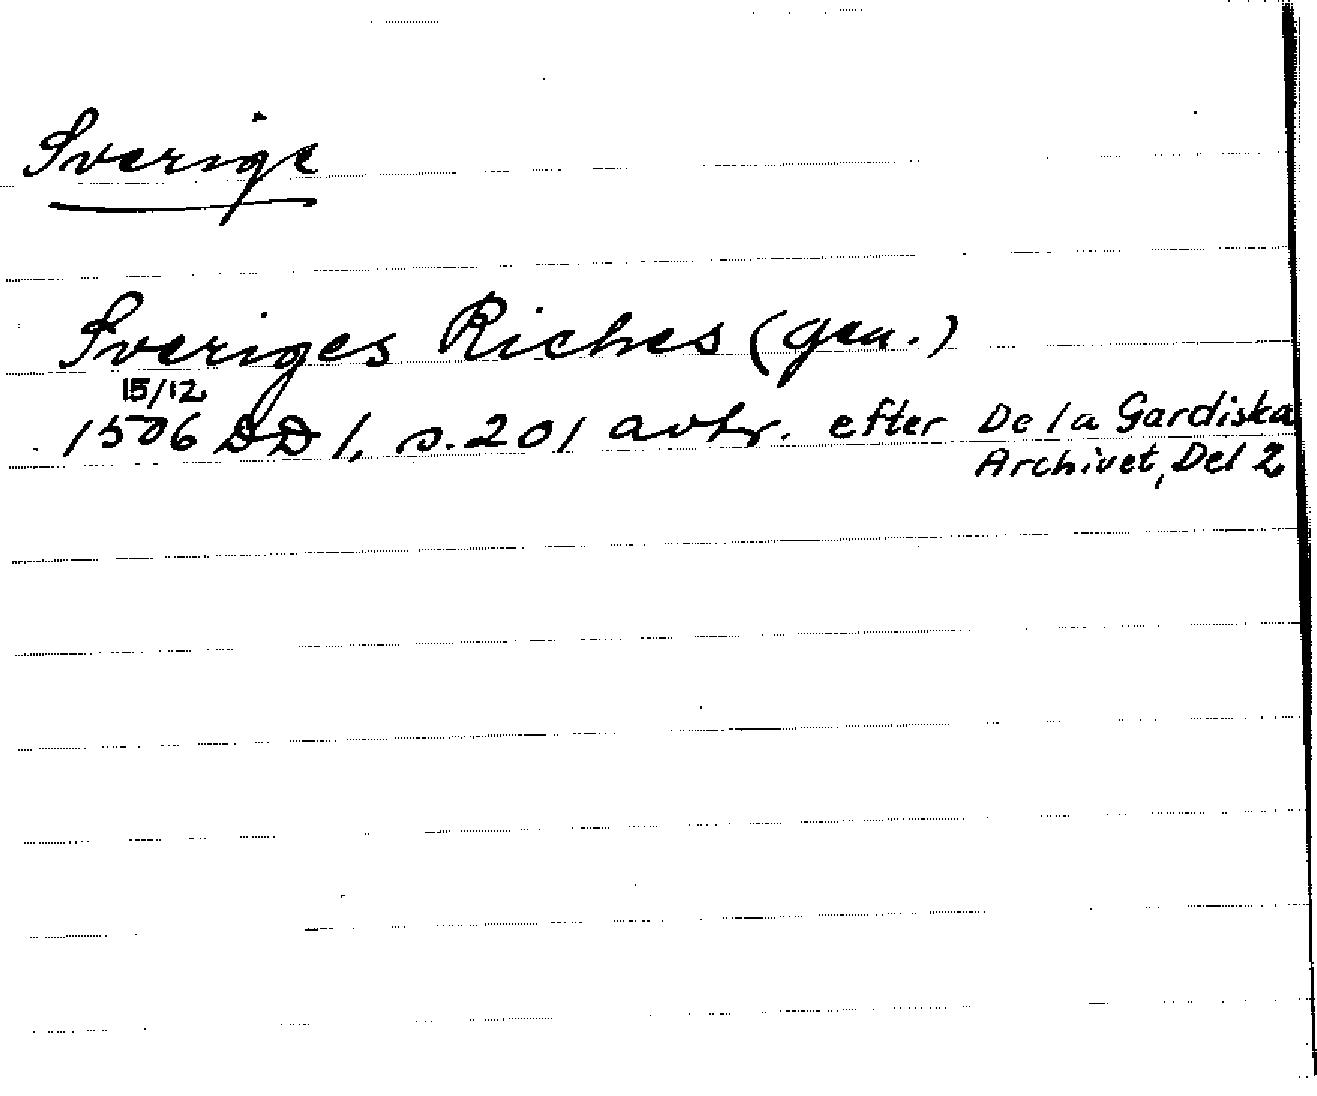 Sverige
Sveriges Riches (gen.)
15/12
1506 DD 1, s. 201 avtr. efter De la Gardiska
Archivet, Del 2